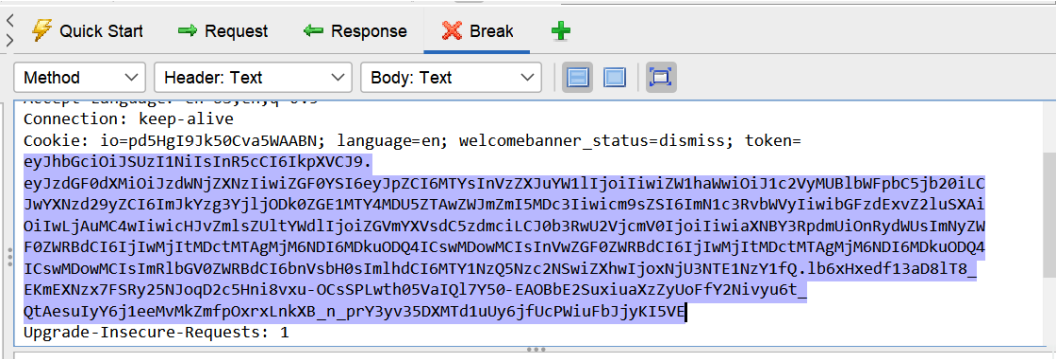 Quick Start Request Response Break
Method Header: Text Body: Text
Connection: keep-alive
Cookie: io=pd5HgI9Jk50Cva5WAABN; language=en; welcomebanner_status=dismiss; token=
eyJhbGciOiJSUzI1NiIsInR5cCI6IkpXVCJ9.
eyJzdGF0dXMiOiJzdWNjZXNzIiwiZGF0YSI6eyJpZCI6MTYsInVzZXJuYW1lIjoiIiwiZW1haWwiOiJ1c2VyMUBlbWFpbC5jb20iLC
JwYXNzd29yZCI6ImJkYzg3YjljODk0ZGE1MTY4MDU5ZTAwZWJmZmI5MDc3Iiwicm9sZSI6ImN1c3RvbWVyIiwibGFzdExvZ2luSXAi
OiIwLjAuMC4wIiwicHJvZmlsZUltYWdlIjoiZGVmYXVsdC5zdmciLCJ0b3RwU2VjcmV0IjoiIiwiaXNBY3RpdmUiOnRydWUsImNyZW
F0ZWRBdCI6IjIwMjItMDctMTAgMjM6NDI6MDkuODQ4ICswMDowMCIsInVwZGF0ZWRBdCI6IjIwMjItMDctMTAgMjM6NDI6MDkuODQ4
ICswMDowMCIsImRlbGV0ZWRBdCI6bnVsbH0sImlhdCI6MTY1NzQ5Nzc2NSwiZXhwIjoxNjU3NTE1NzY1fQ.lb6xHxedf13aD8lT8_
EKmEXNzx7FSRy25NJoqD2c5Hni8vxu-OCsSPLwth05VaIQl7Y50-EAOBbE2SuxiuaXzZyUoFfY2Nivyu6t_
QtAesuIyY6j1eeMvMkZmfpOxrxLnkXB_n_prY3yv35DXMTd1uUy6jfUcPWiuFbJjyKI5VE
Upgrade-Insecure-Requests: 1